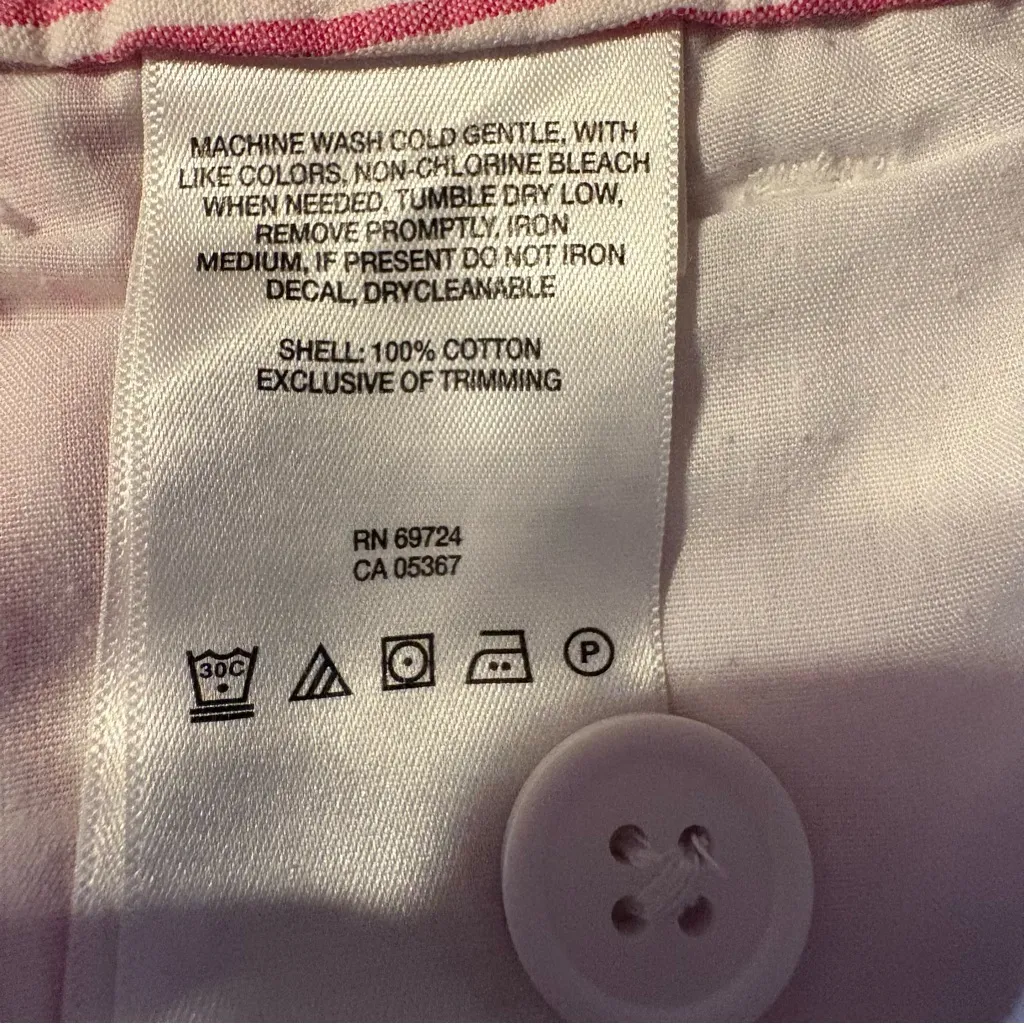 MACHINE WASH COLD GENTLE, WITH
LIKE COLORS. NON-CHLORINE BLEACH
WHEN NEEDED. TUMBLE DRY LOW,
REMOVE PROMPTLY. IRON
MEDIUM, IF PRESENT DO NOT IRON
DECAL, DRYCLEANABLE
SHELL: 100% COTTON
EXCLUSIVE OF TRIMMING
RN 69724
CA 05367
30C P